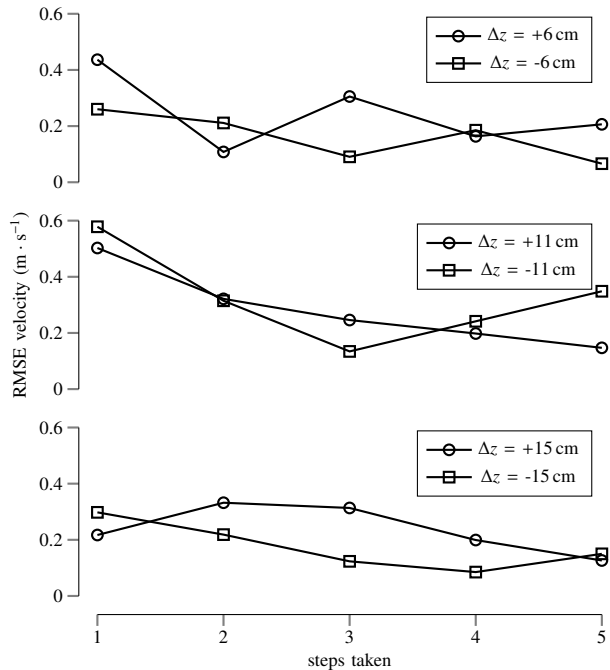 0.6
0.4
0.2
0
Δz = +6 cm
Δz = -6 cm
0.6
0.4
0.2
0
Δz = +11 cm
Δz = -11 cm
RMSE velocity (m · s⁻¹)
0.6
0.4
0.2
0
Δz = +15 cm
Δz = -15 cm
1 2 3 4 5
steps taken